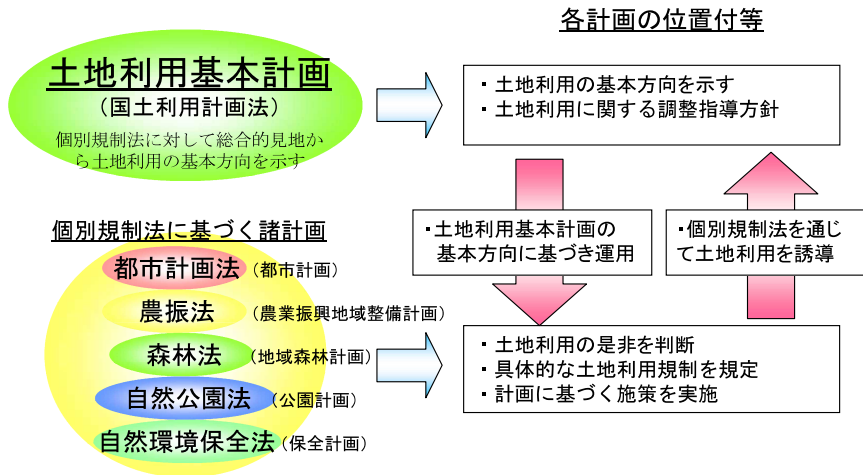 各計画の位置付等
土地利用基本計画
（国土利用計画法）
個別規制法に対して総合的見地か
ら土地利用の基本方向を示す
・土地利用の基本方向を示す
・土地利用に関する調整指導方針
・土地利用基本計画の
基本方向に基づき運用
・個別規制法を通じ
て土地利用を誘導
個別規制法に基づく諸計画
都市計画法（都市計画）
農振法（農業振興地域整備計画）
森林法（地域森林計画）
自然公園法（公園計画）
自然環境保全法（保全計画）
・土地利用の是非を判断
・具体的な土地利用規制を規定
・計画に基づく施策を実施